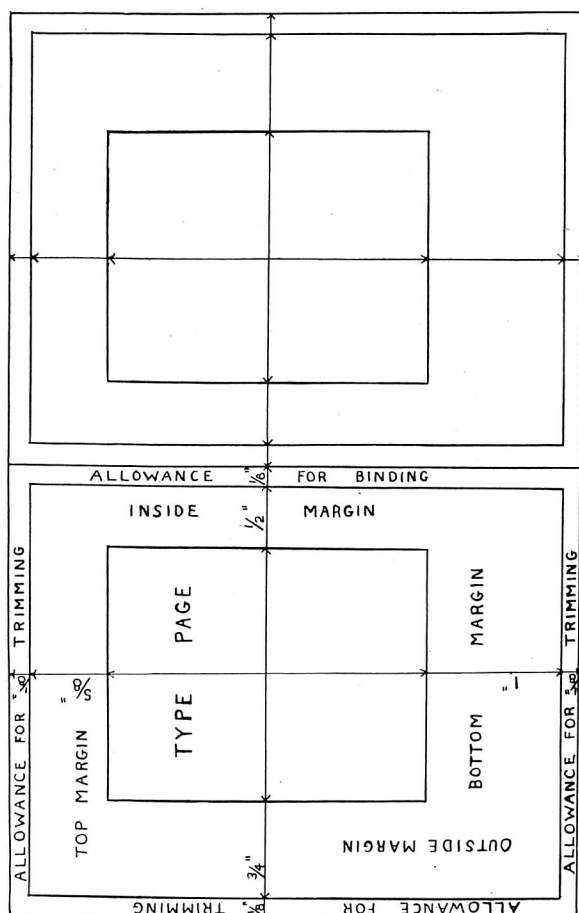 ALLOWANCE 1/8" FOR BINDING
INSIDE 1/2" MARGIN
TYPE PAGE
TOP MARGIN 5/8"
BOTTOM 1" MARGIN
OUTSIDE MARGIN 3/4"
ALLOWANCE FOR 1/8" TRIMMING
ALLOWANCE FOR 1/8" TRIMMING
ALLOWANCE FOR 1/8" TRIMMING